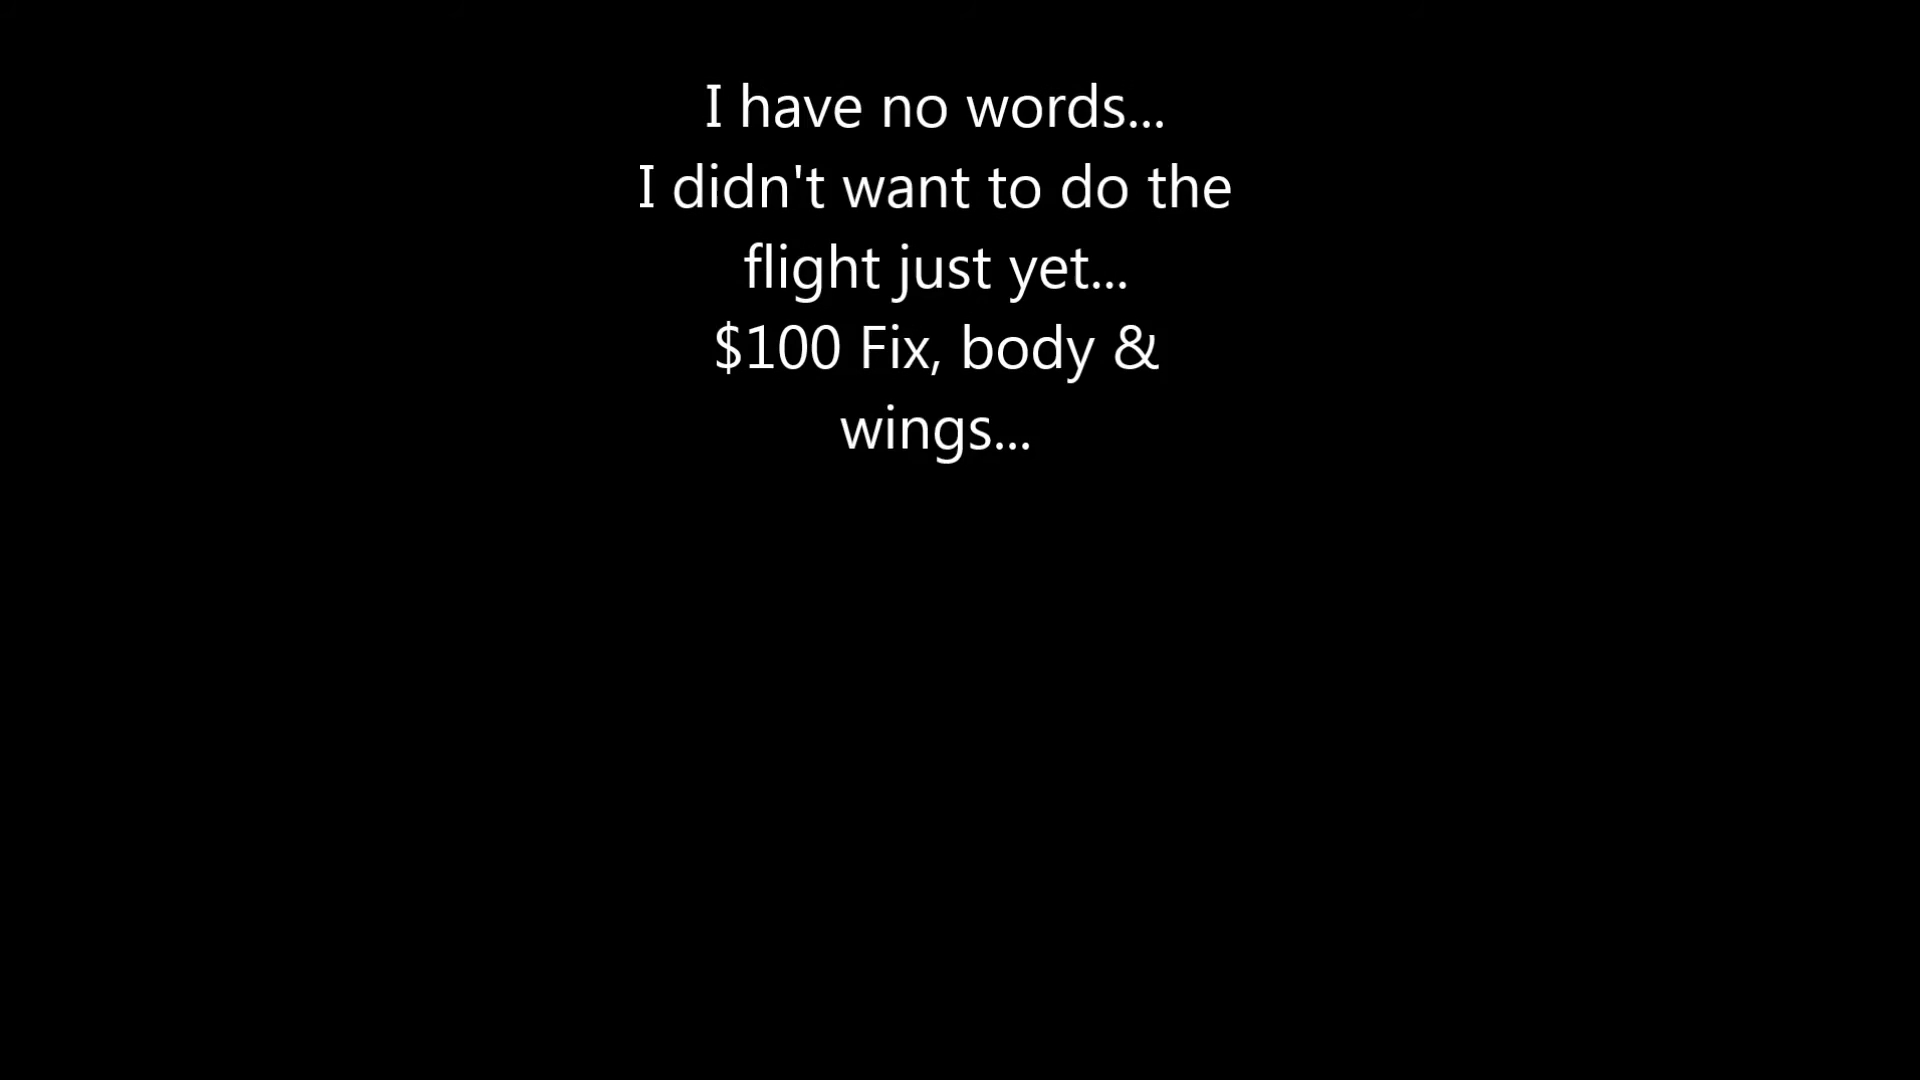 I have no words...
I didn't want to do the
flight just yet...
$100 Fix, body &
wings...